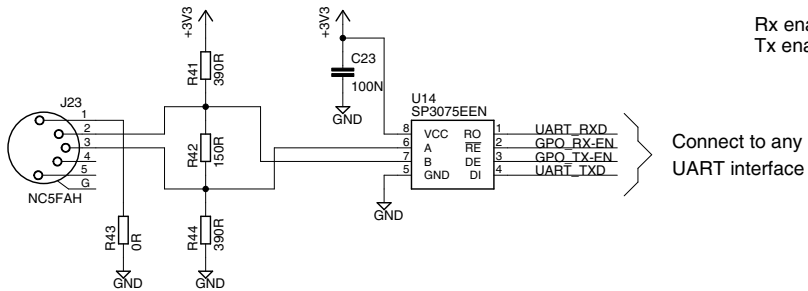 +3V3
+3V3
Rx ena
Tx ena
R41
390R
C23
100N
J23
GND
U14
SP3075EEN
1
2
3
4
5
G
NC5FAH
R42
150R
8 VCC RO 1 UART_RXD
6 A RE 2 GPO_RX-EN
7 B DE 3 GPO_TX-EN
5 GND DI 4 UART_TXD
Connect to any
UART interface
GND
R43
0R
R44
390R
GND
GND